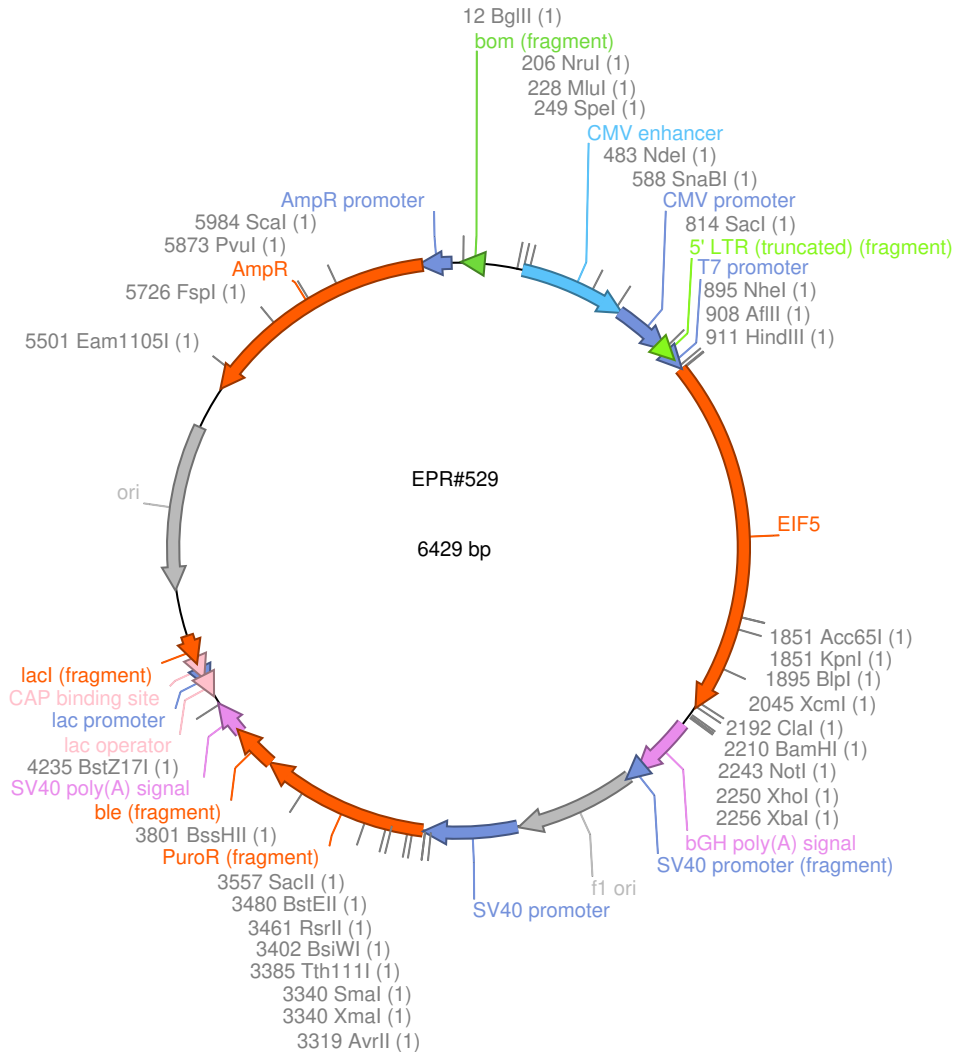 12 BglII (1)
bom (fragment)
206 NruI (1)
228 MluI (1)
249 SpeI (1)
CMV enhancer
483 NdeI (1)
588 SnaBI (1)
CMV promoter
814 SacI (1)
5' LTR (truncated) (fragment)
T7 promoter
895 NheI (1)
908 AflII (1)
911 HindIII (1)
EIF5
1851 Acc65I (1)
1851 KpnI (1)
1895 BlpI (1)
2045 XcmI (1)
2192 ClaI (1)
2210 BamHI (1)
2243 NotI (1)
2250 XhoI (1)
2256 XbaI (1)
bGH poly(A) signal
SV40 promoter (fragment)
f1 ori
SV40 promoter
3319 AvrII (1)
3340 XmaI (1)
3340 SmaI (1)
3385 Tth111I (1)
3402 BsiWI (1)
3461 RsrII (1)
3480 BstEII (1)
3557 SacII (1)
PuroR (fragment)
3801 BssHII (1)
ble (fragment)
SV40 poly(A) signal
4235 BstZ17I (1)
lac operator
lac promoter
CAP binding site
lacI (fragment)
ori
5501 Eam1105I (1)
5726 FspI (1)
AmpR
5873 PvuI (1)
5984 ScaI (1)
AmpR promoter
EPR#529
6429 bp